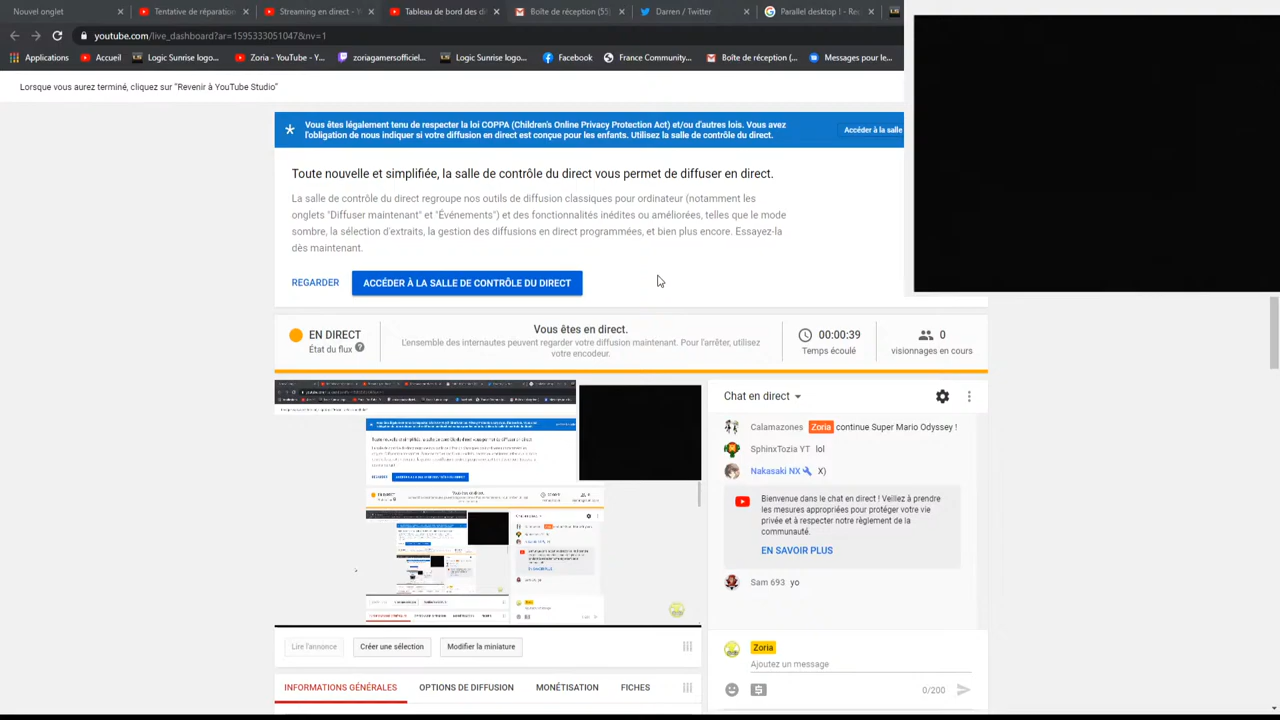 Nouvel onglet
Tentative de réparation
Streaming en direct - Y
Tableau de bord des di
Boîte de réception (55)
Darren / Twitter
Parallel desktop ! - Rec
youtube.com/live_dashboard?ar=1595333051047&nv=1
Applications
Accueil
Logic Sunrise logo...
Zoria - YouTube - Y...
zoriagamersofficiel...
Logic Sunrise logo...
Facebook
France Community...
Boîte de réception (...
Messages pour le...
Lorsque vous aurez terminé, cliquez sur "Revenir à YouTube Studio"
Vous êtes légalement tenu de respecter la loi COPPA (Children's Online Privacy Protection Act) et/ou d'autres lois. Vous avez
l'obligation de nous indiquer si votre diffusion en direct est conçue pour les enfants. Utilisez la salle de contrôle du direct.
Accéder à la salle
Toute nouvelle et simplifiée, la salle de contrôle du direct vous permet de diffuser en direct.
La salle de contrôle du direct regroupe nos outils de diffusion classiques pour ordinateur (notamment les
onglets "Diffuser maintenant" et "Événements") et des fonctionnalités inédites ou améliorées, telles que le mode
sombre, la sélection d'extraits, la gestion des diffusions en direct programmées, et bien plus encore. Essayez-la
dès maintenant.
REGARDER
ACCÉDER À LA SALLE DE CONTRÔLE DU DIRECT
EN DIRECT
État du flux ?
Vous êtes en direct.
L'ensemble des internautes peuvent regarder votre diffusion maintenant. Pour l'arrêter, utilisez
votre encodeur.
00:00:39
Temps écoulé
0
visionnages en cours
Chat en direct
Calamazones Zoria continue Super Mario Odyssey !
SphinxTozia YT lol
Nakasaki NX X)
Bienvenue dans le chat en direct ! Veillez à prendre
les mesures appropriées pour protéger votre vie
privée et à respecter notre règlement de la
communauté.
EN SAVOIR PLUS
Sam 693 yo
Zoria
Ajoutez un message
0/200
Lire l'annonce
Créer une sélection
Modifier la miniature
INFORMATIONS GÉNÉRALES
OPTIONS DE DIFFUSION
MONÉTISATION
FICHES